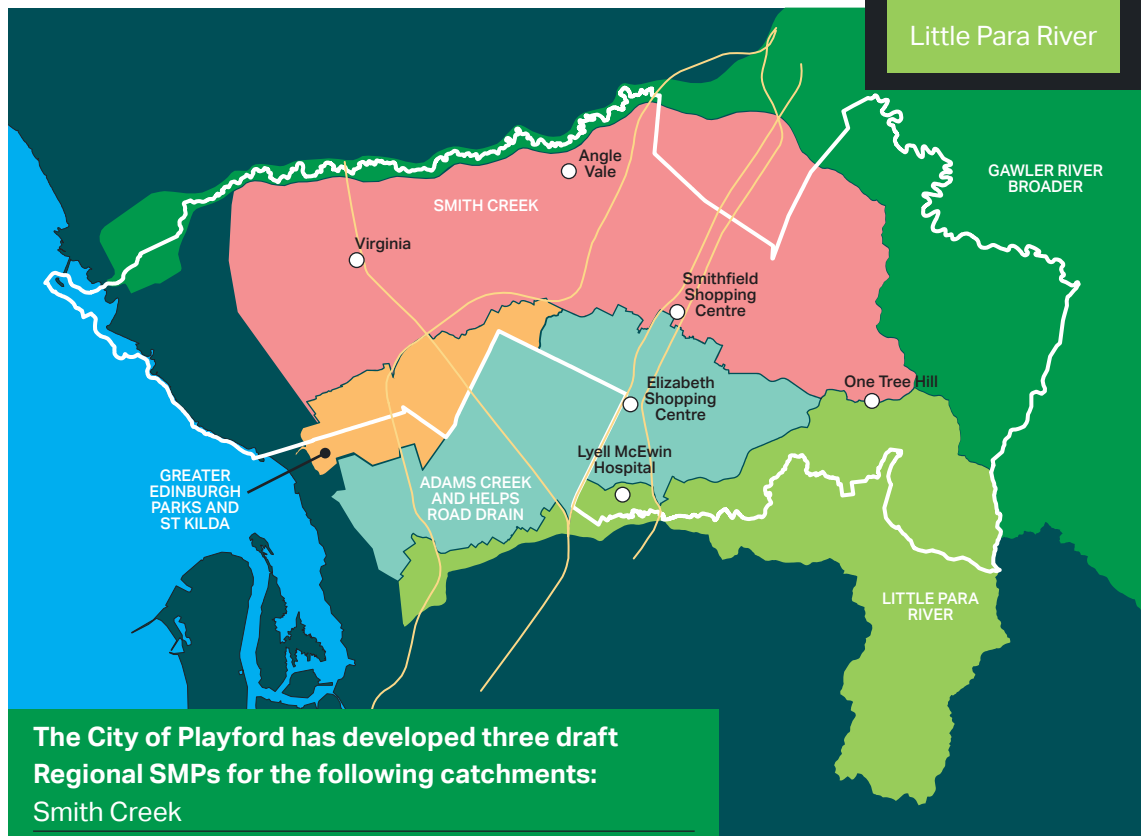 Little Para River
GAWLER RIVER
BROADER
Angle
Vale
SMITH CREEK
Virginia
Smithfield
Shopping
Centre
One Tree Hill
Elizabeth
Shopping
Centre
Lyell McEwin
Hospital
GREATER
EDINBURGH
PARKS AND
ST KILDA
ADAMS CREEK
AND HELPS
ROAD DRAIN
LITTLE PARA
RIVER
The City of Playford has developed three draft
Regional SMPs for the following catchments:
Smith Creek